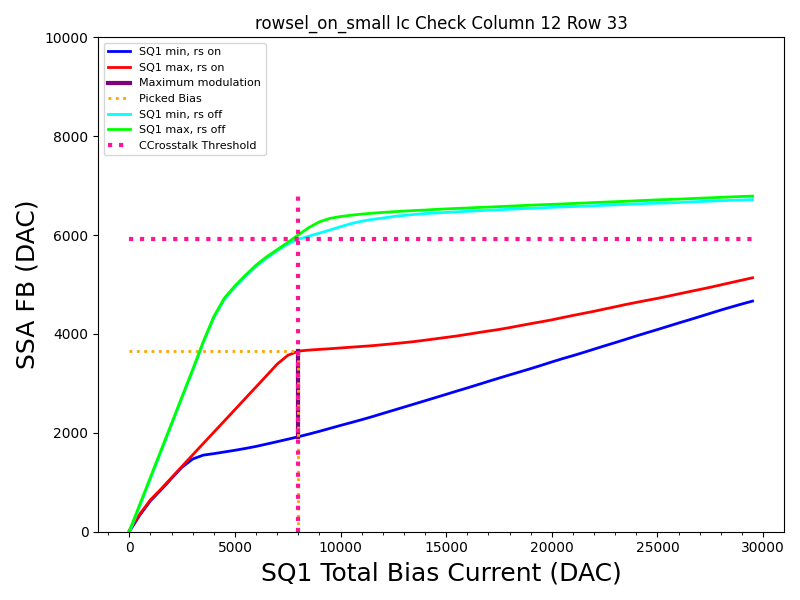 rowsel_on_small Ic Check Column 12 Row 33
10000
8000
6000
4000
2000
0
SSA FB (DAC)
SQ1 min, rs on
SQ1 max, rs on
Maximum modulation
Picked Bias
SQ1 min, rs off
SQ1 max, rs off
CCrosstalk Threshold
0
5000
10000
15000
20000
25000
30000
SQ1 Total Bias Current (DAC)